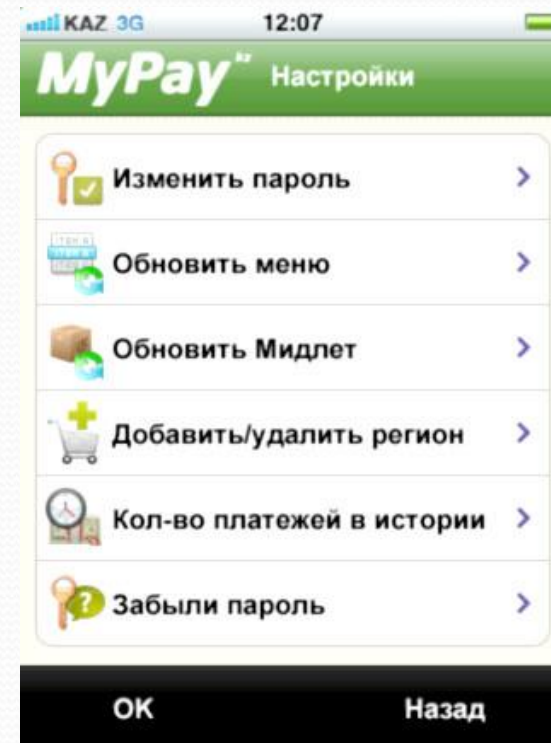 KAZ 3G 12:07
MyPay kz Настройки
Изменить пароль
Обновить меню
Обновить Мидлет
Добавить/удалить регион
Кол-во платежей в истории
Забыли пароль
OK Назад